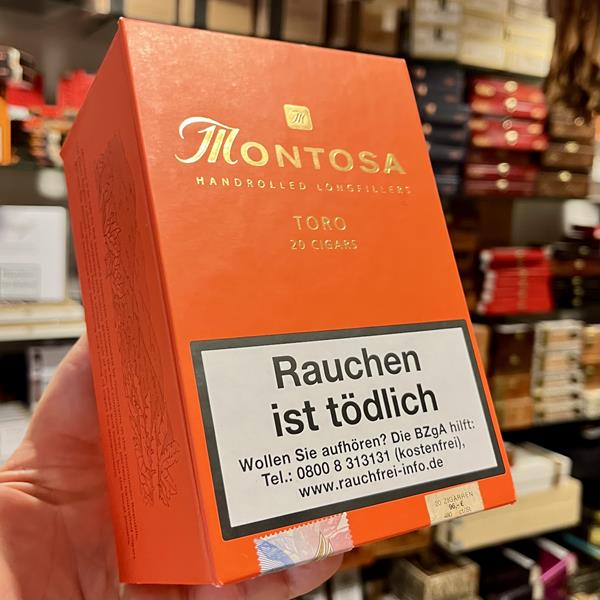 M
MONTOSA
HANDROLLED LONGFILLERS
TORO
20 CIGARS
Rauchen
ist tödlich
Wollen Sie aufhören? Die BZgA hilft:
Tel.: 0800 8 313131 (kostenfrei),
www.rauchfrei-info.de
20 ZIGARREN
96,- €